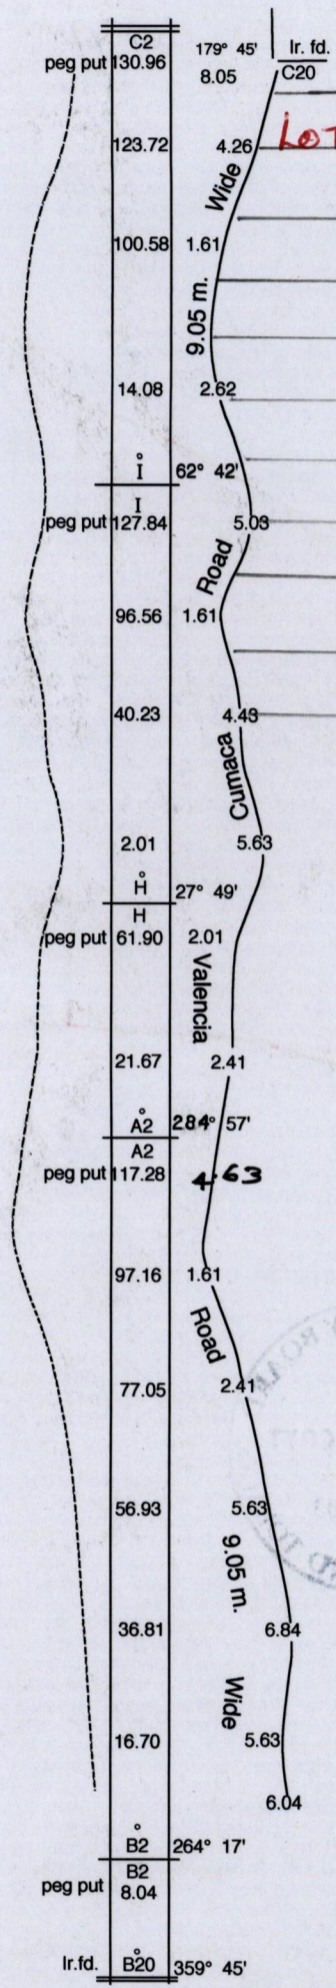 C2 179° 45' Ir. fd.
peg put 130.96 8.05 C20
123.72 4.26 LOT
Wide
100.58 1.61
9.05 m.
14.08 2.62
I 62° 42'
I
peg put 127.84 5.03
Road
96.56 1.61
40.23 4.43
Cumaca
2.01 5.63
H 27° 49'
H
peg put 61.90 2.01
Valencia
21.67 2.41
A2 284° 57'
A2
peg put 117.28 4.63
97.16 1.61
Road
77.05 2.41
56.93 5.63
9.05 m.
36.81 6.84
Wide
16.70 5.63
6.04
B2 264° 17'
B2
peg put 8.04
Ir.fd. B20 359° 45'